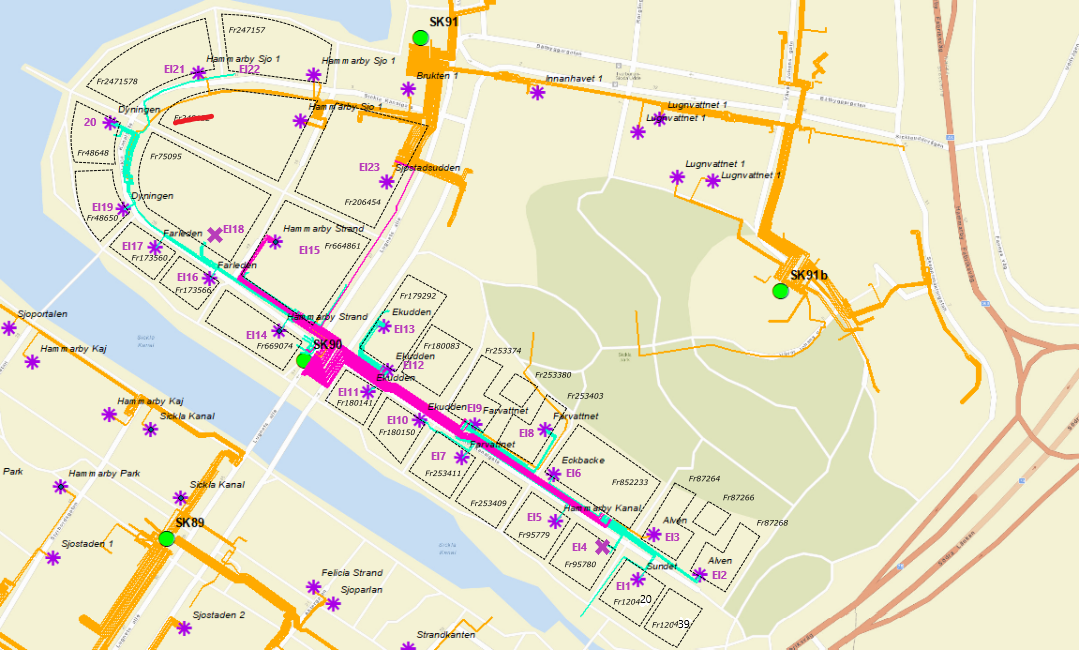 SK91
Fr247157
Hammarby Sjo 1
EI21
EI22
Hammarby Sjo 1
Fr2471578
Brukten 1
Innanhavet 1
Lugnvattnet 1
Hammarby Sjo 1
Dyningen
20
Lugnvattnet 1
Fr48648
Fr75095
EI23
Sjostadsudden
Lugnvattnet 1
Lugnvattnet 1
Dyningen
EI19
Fr48650
Fr206454
EI18
Hammarby Strand
Farleden
EI17
Fr664861
EI15
Fr173560
Farleden
EI16
Fr173566
SK91b
Fr179292
Sjoportalen
Ekudden
Hammarby Strand
EI14
EI13
Fr669074
SK90
Fr180083
Fr253374
Hammarby Kaj
Ekudden
EI12
Ekudden
Fr253380
EI11
Fr180141
Fr253403
Hammarby Kaj
Sickla Kanal
Ekudden
EI9
Farvattnet
Farvattnet
EI10
Fr180150
EI8
Farvattnet
EI7
Eckbacke
EI6
Park
Hammarby Park
Fr253411
Fr852233
Fr87264
Sickla Kanal
Fr253409
Fr87266
Hammarby Kanal
EI5
Alven
Fr87268
SK89
Fr95779
EI3
EI4
Sjostaden 1
Fr95780
Sundet
Alven
EI2
Felicia Strand
EI1
Sjoparlan
Fr120420
Fr120439
Sjostaden 2
Strandkanten